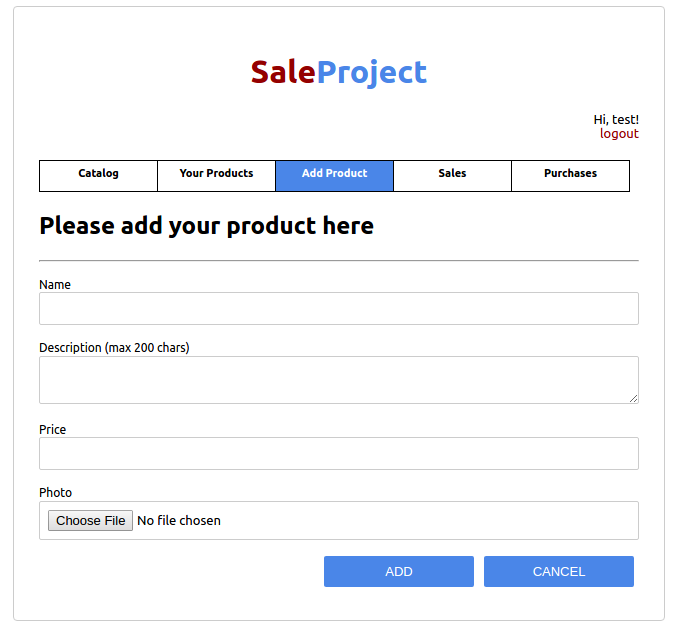 SaleProject
Hi, test!
logout
Catalog Your Products Add Product Sales Purchases
Please add your product here
Name
Description (max 200 chars)
Price
Photo
Choose File No file chosen
ADD CANCEL